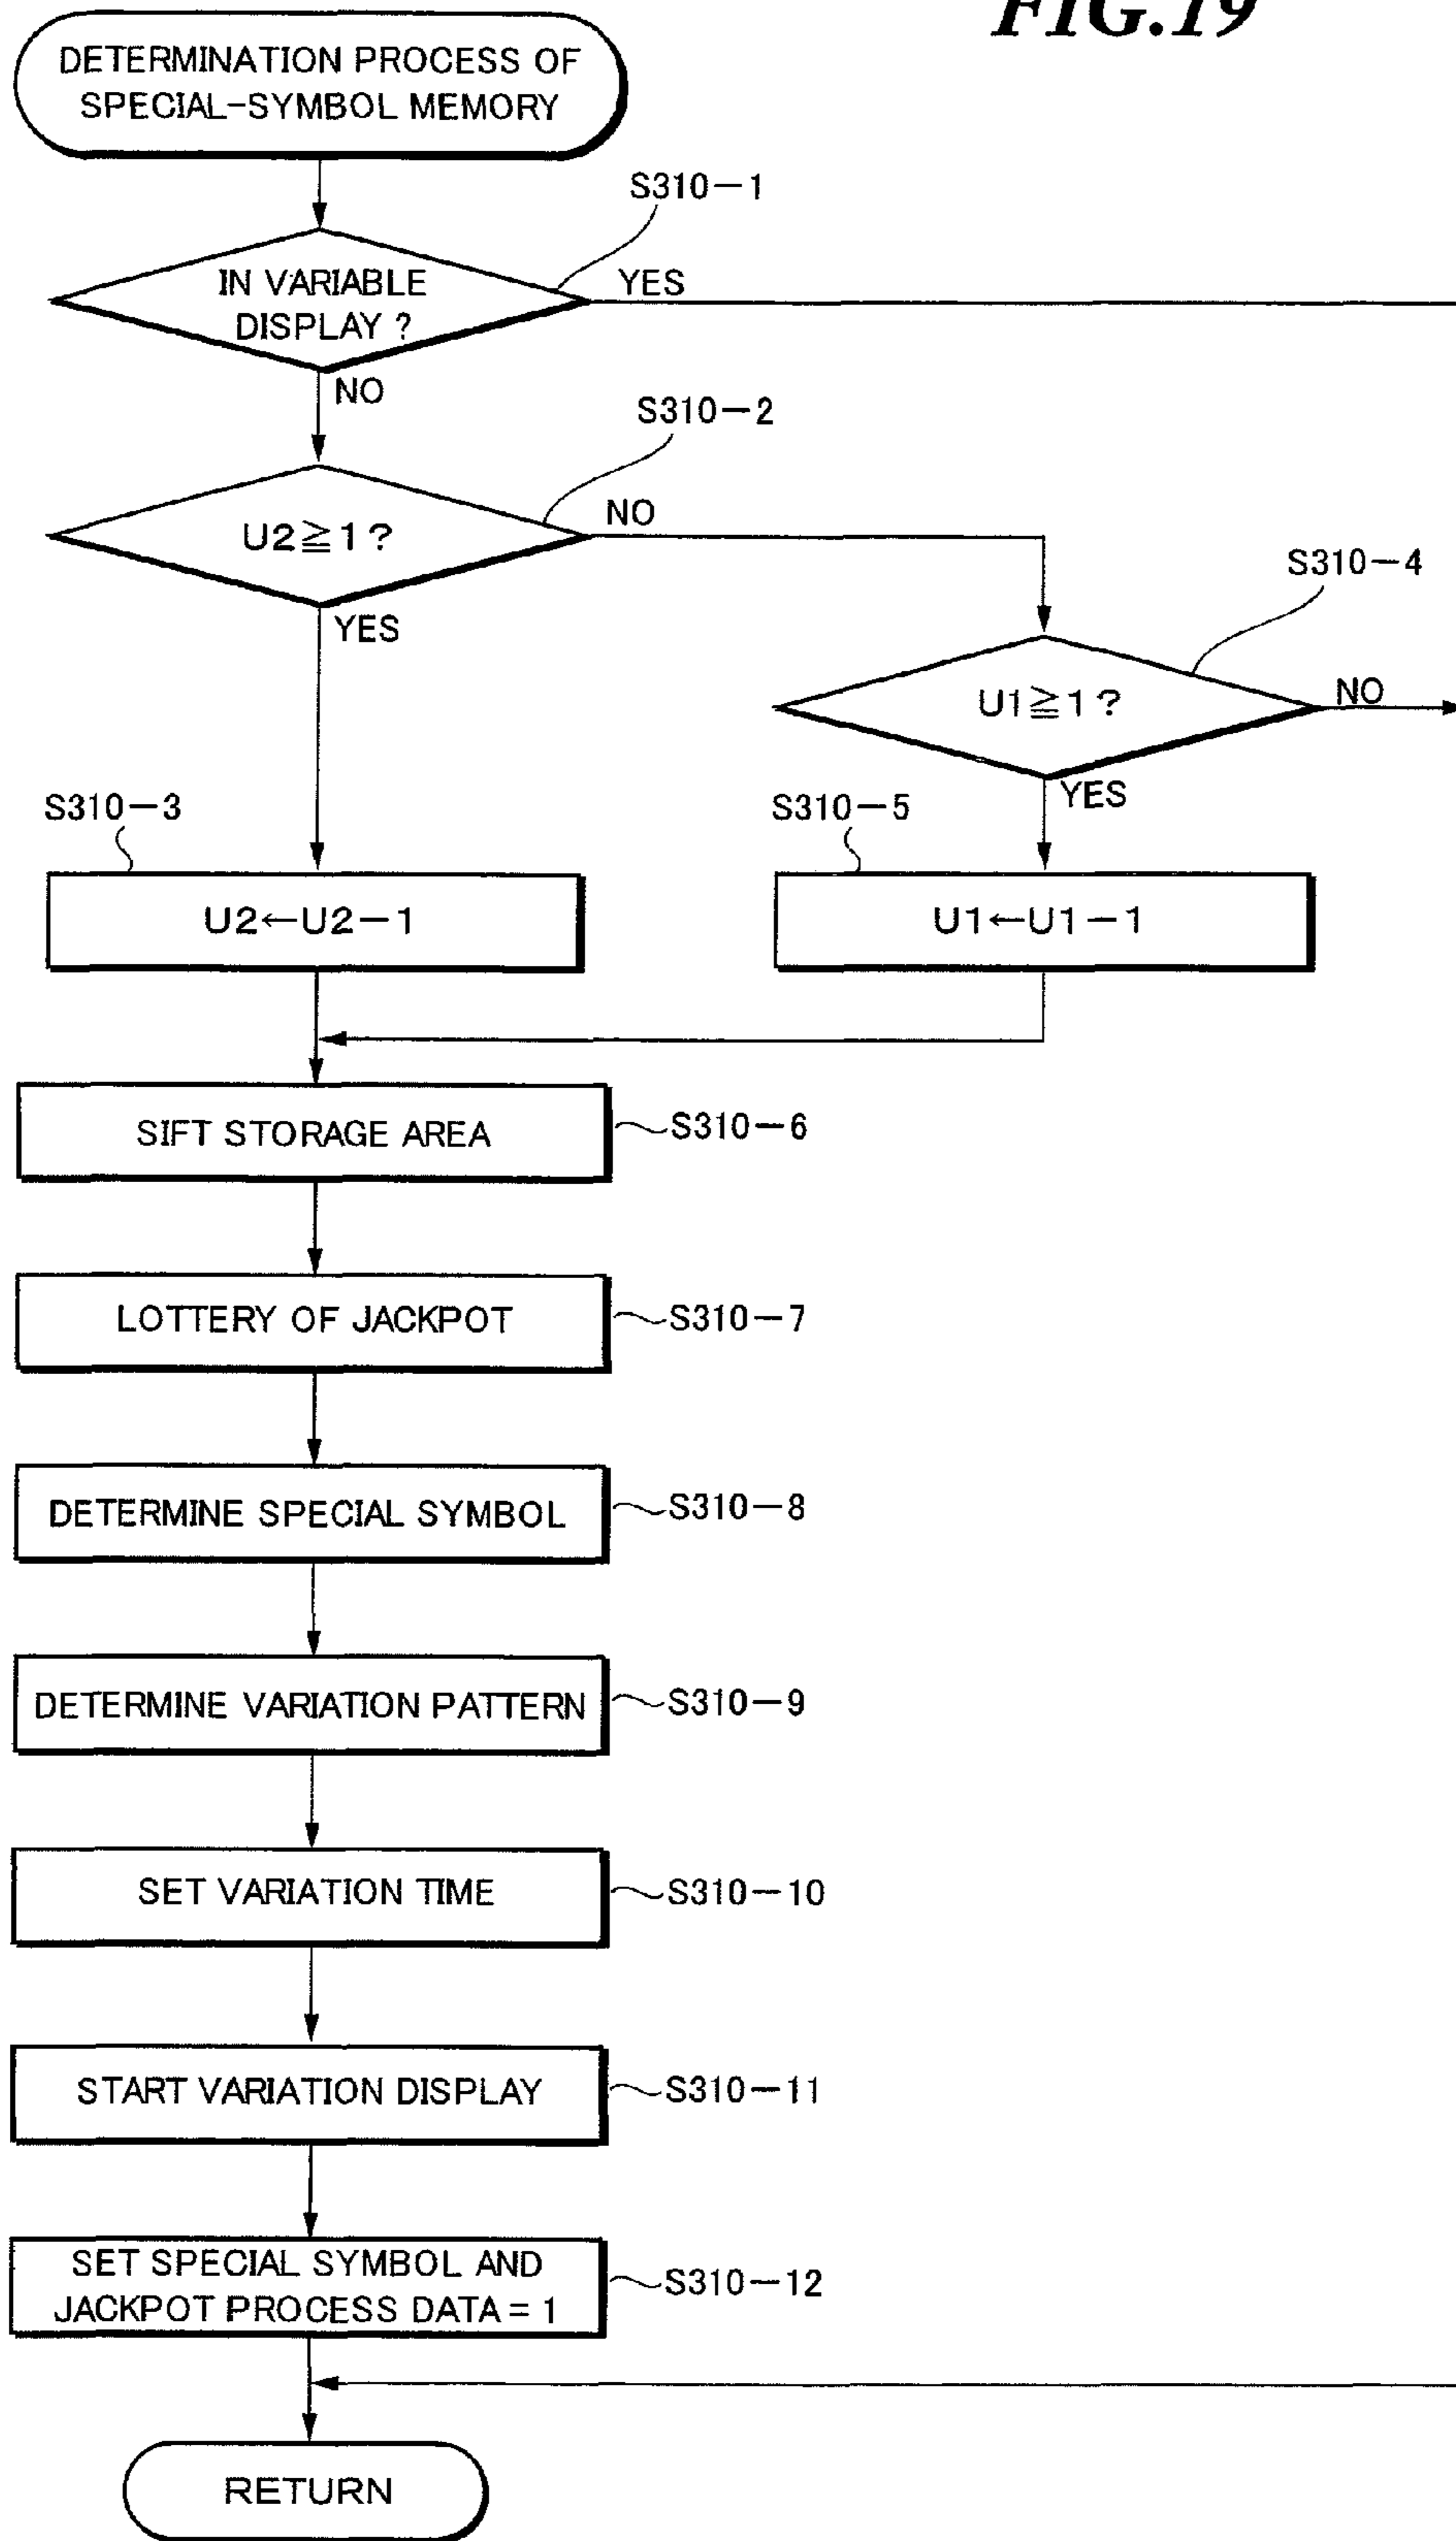 FIG.19
DETERMINATION PROCESS OF
SPECIAL-SYMBOL MEMORY
S310-1
IN VARIABLE
DISPLAY ?
YES
NO
S310-2
U2≧1?
NO
YES
S310-4
U1≧1?
NO
YES
S310-3
U2←U2-1
S310-5
U1←U1-1
SIFT STORAGE AREA
S310-6
LOTTERY OF JACKPOT
S310-7
DETERMINE SPECIAL SYMBOL
S310-8
DETERMINE VARIATION PATTERN
S310-9
SET VARIATION TIME
S310-10
START VARIATION DISPLAY
S310-11
SET SPECIAL SYMBOL AND
JACKPOT PROCESS DATA = 1
S310-12
RETURN